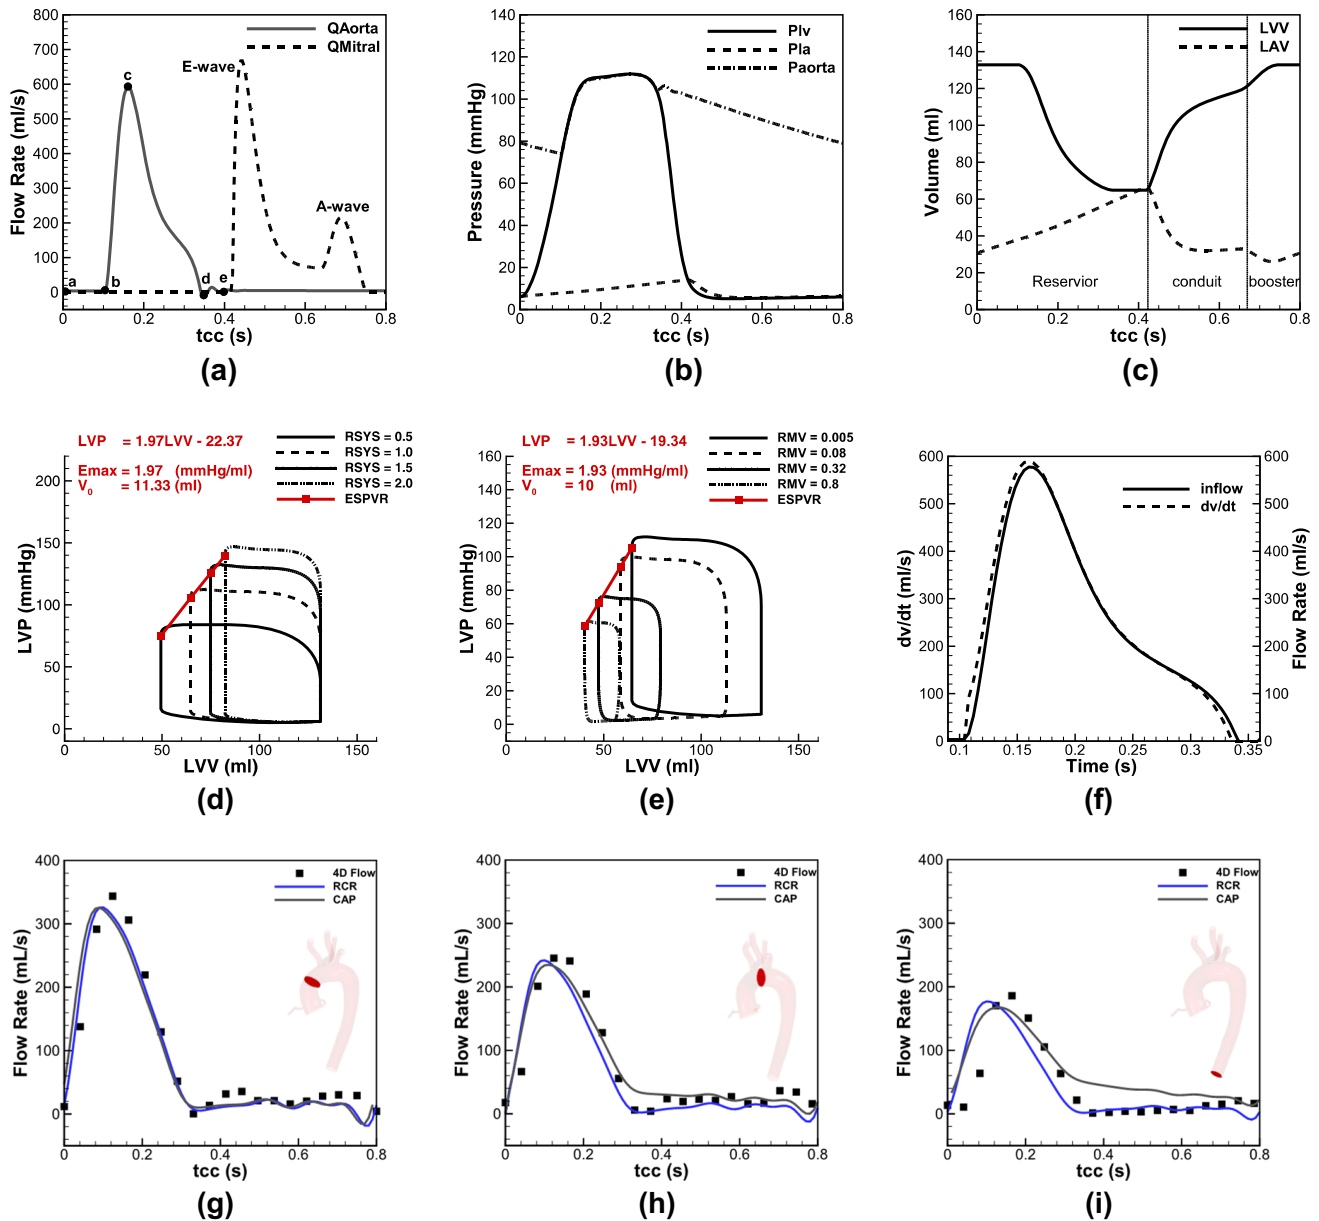 800
700
600
500
400
300
200
100
0
Flow Rate (ml/s)
QAorta
QMitral
E-wave
A-wave
a
b
c
d
e
0
0.2
0.4
0.6
0.8
tcc (s)
(a)
140
120
100
80
60
40
20
0
Pressure (mmHg)
Plv
Pla
Paorta
0
0.2
0.4
0.6
0.8
tcc (s)
(b)
160
140
120
100
80
60
40
20
0
Volume (ml)
LVV
LAV
Reservior
conduit
booster
0
0.2
0.4
0.6
0.8
tcc (s)
(c)
LVP = 1.97LVV - 22.37
Emax = 1.97 (mmHg/ml)
V0 = 11.33 (ml)
RSYS = 0.5
RSYS = 1.0
RSYS = 1.5
RSYS = 2.0
ESPVR
200
150
100
50
0
LVP (mmHg)
0
50
100
150
LVV (ml)
(d)
LVP = 1.93LVV - 19.34
Emax = 1.93 (mmHg/ml)
V0 = 10 (ml)
RMV = 0.005
RMV = 0.08
RMV = 0.32
RMV = 0.8
ESPVR
160
140
120
100
80
60
40
20
0
LVP (mmHg)
0
50
100
150
LVV (ml)
(e)
600
500
400
300
200
100
0
dv/dt (ml/s)
inflow
dv/dt
600
500
400
300
200
100
0
Flow Rate (ml/s)
0.1
0.15
0.2
0.25
0.3
0.35
Time (s)
(f)
400
300
200
100
0
Flow Rate (mL/s)
4D Flow
RCR
CAP
0
0.2
0.4
0.6
0.8
tcc (s)
(g)
400
300
200
100
0
Flow Rate (mL/s)
4D Flow
RCR
CAP
0
0.2
0.4
0.6
0.8
tcc (s)
(h)
400
300
200
100
0
Flow Rate (mL/s)
4D Flow
RCR
CAP
0
0.2
0.4
0.6
0.8
tcc (s)
(i)